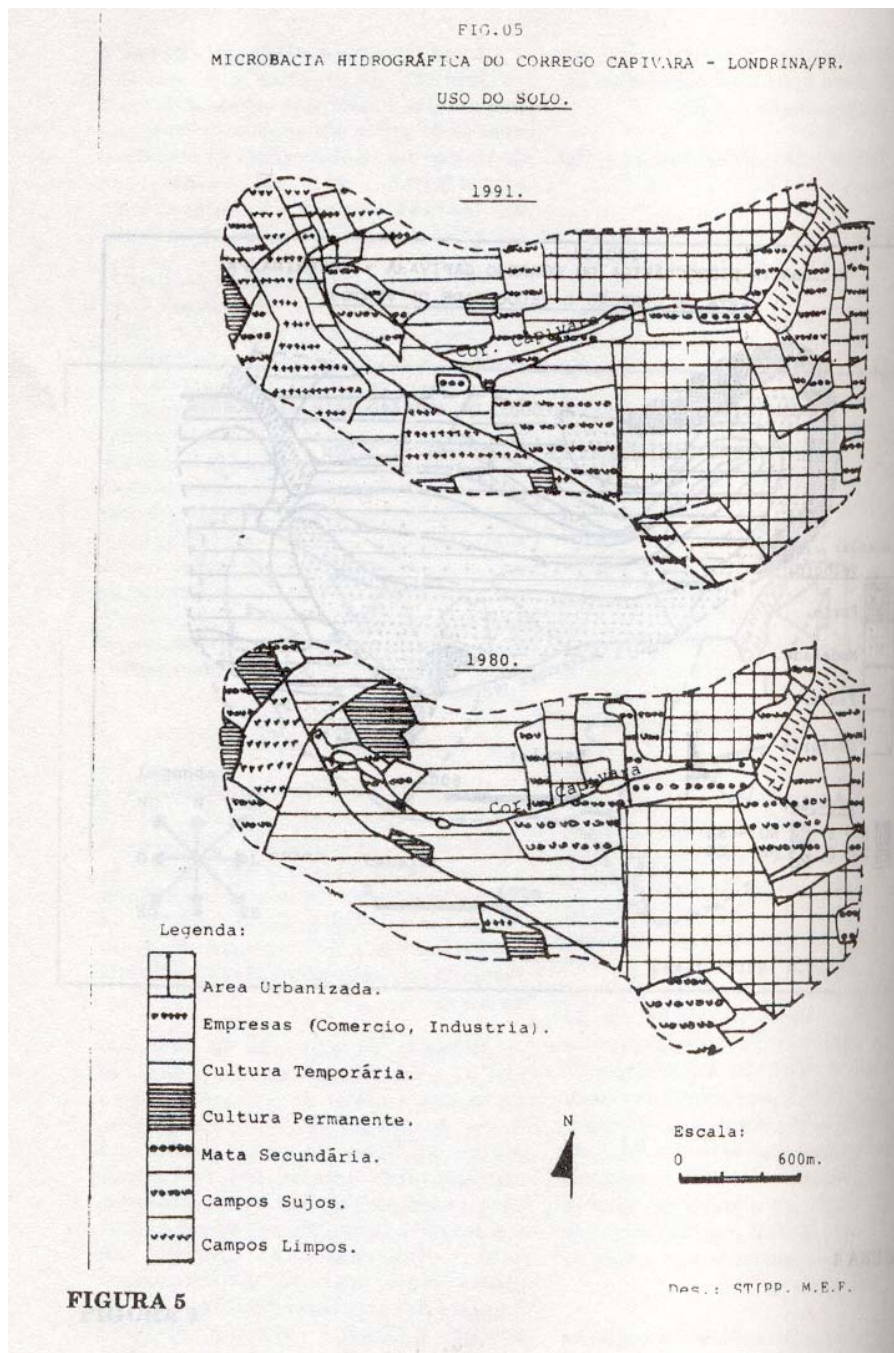 FIG.05
MICROBACIA HIDROGRÁFICA DO CORREGO CAPIVARA - LONDRINA/PR.
USO DO SOLO.
1991.
Cor. Capivara
1980.
Cor. Capivara
Legenda:
Area Urbanizada.
Empresas (Comercio, Industria).
Cultura Temporária.
Cultura Permanente.
Mata Secundária.
Campos Sujos.
Campos Limpos.
N
Escala:
0 600m.
Des.: STIPP. M.E.F.
FIGURA 5